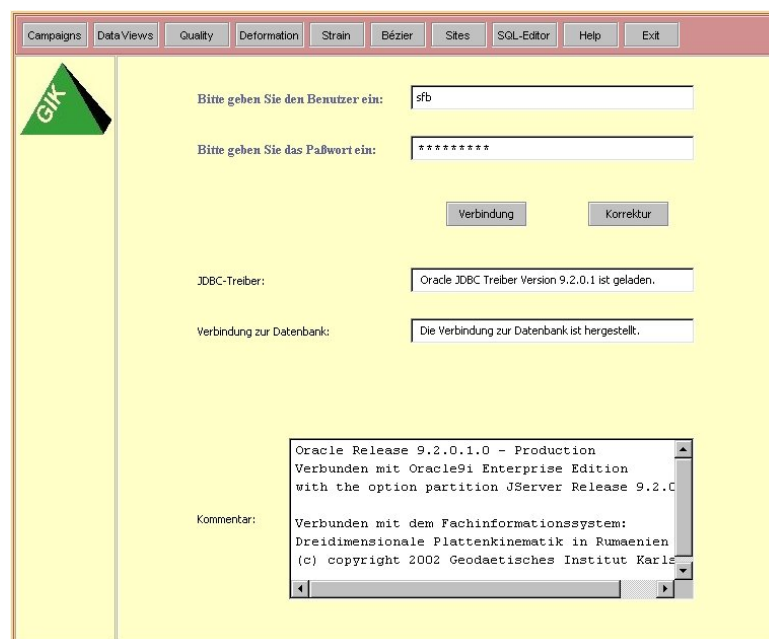 Campaigns Data Views Quality Deformation Strain Bézier Sites SQL-Editor Help Exit
GIK
Bitte geben Sie den Benutzer ein: sfb
Bitte geben Sie das Paßwort ein: *********
Verbindung Korrektur
JDBC-Treiber: Oracle JDBC Treiber Version 9.2.0.1 ist geladen.
Verbindung zur Datenbank: Die Verbindung zur Datenbank ist hergestellt.
Oracle Release 9.2.0.1.0 - Production
Verbunden mit Oracle9i Enterprise Edition
with the option partition JServer Release 9.2.0
Kommentar:
Verbunden mit dem Fachinformationssystem:
Dreidimensionale Plattenkinematik in Rumaenien
(c) copyright 2002 Geodaetisches Institut Karls